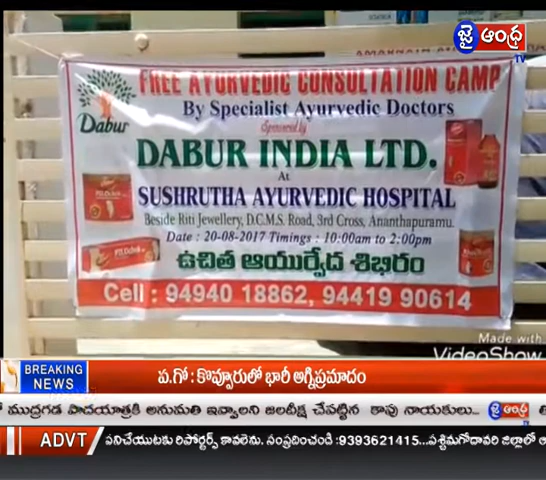 జై ఆంధ్ర
TV
FREE AYURVEDIC CONSULTATION CAMP
By Specialist Ayurvedic Doctors
Dabur
Sponsored by
DABUR INDIA LTD.
At
SUSHRUTHA AYURVEDIC HOSPITAL
Beside Riti Jewellery, D.C.M.S. Road, 3rd Cross, Ananthapuramu.
Date : 20-08-2017 Timings : 10:00am to 2:00pm
ఉచిత ఆయుర్వేద శిభిరం
Cell : 94940 18862, 94419 90614
Made with
VideoShow
BREAKING NEWS
ప.గో : కొవ్వూరులో భారీ అగ్నిప్రమాదం
ముద్రగడ పాదయాత్రకి అనుమతి ఇవ్వాలని జలదీక్ష చేపట్టిన కాపు నాయకులు.. జై ఆంధ్ర
ADVT పనిచేయుటకు రిపోర్టర్స్ కావలెను. సంప్రదించండి :9393621415...పశ్చిమగోదావరి జిల్లాలో